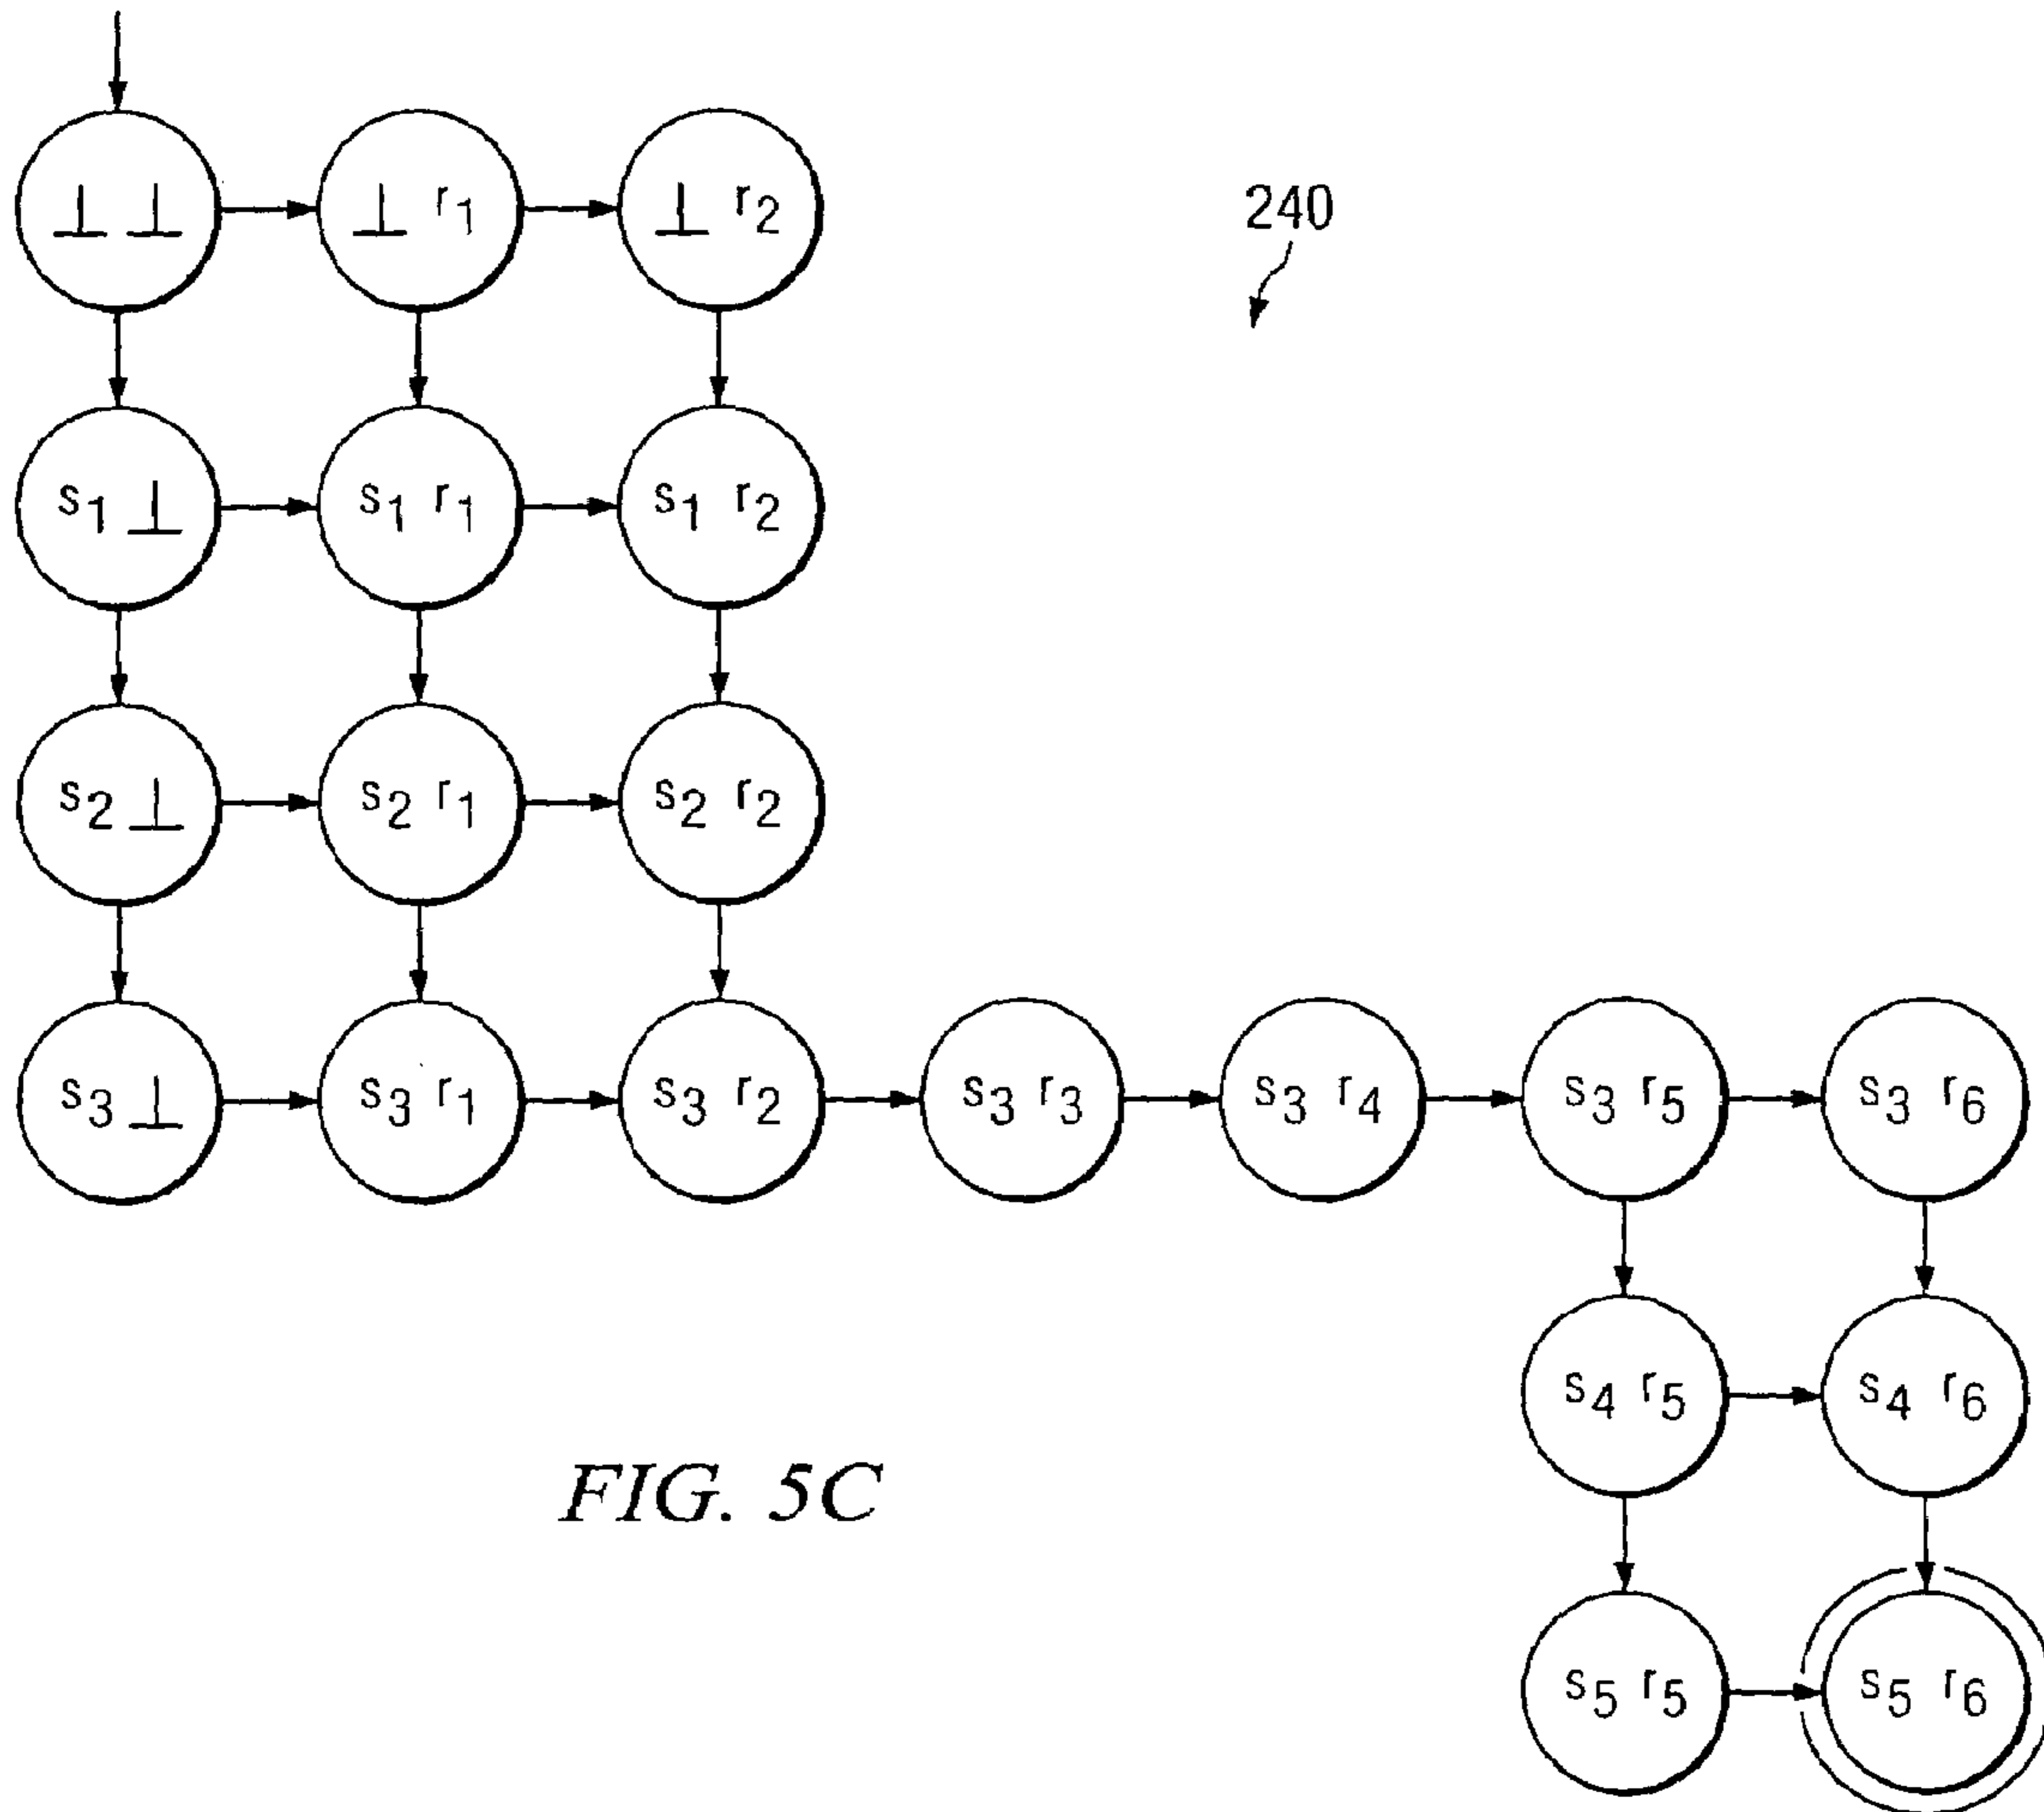 ⊥ ⊥ ⊥ r1 ⊥ r2
240
s1 ⊥ s1 r1 s1 r2
s2 ⊥ s2 r1 s2 r2
s3 ⊥ s3 r1 s3 r2 s3 r3 s3 r4 s3 r5 s3 r6
s4 r5 s4 r6
FIG. 5C
s5 r5 s5 r6